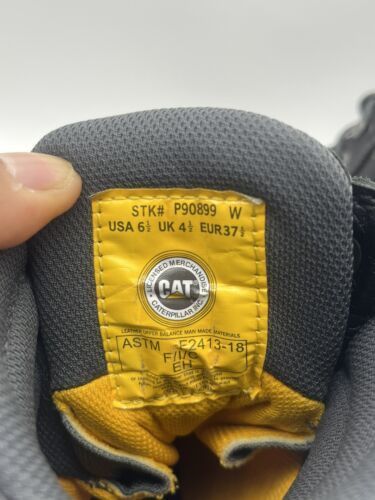 STK# P90899 W
USA 6½ UK 4½ EUR 37½
LICENSED MERCHANDISE
CAT
CATERPILLAR INC.
LEATHER UPPER BALANCE MAN MADE MATERIALS
ASTM F2413-18
F/I/C
EH